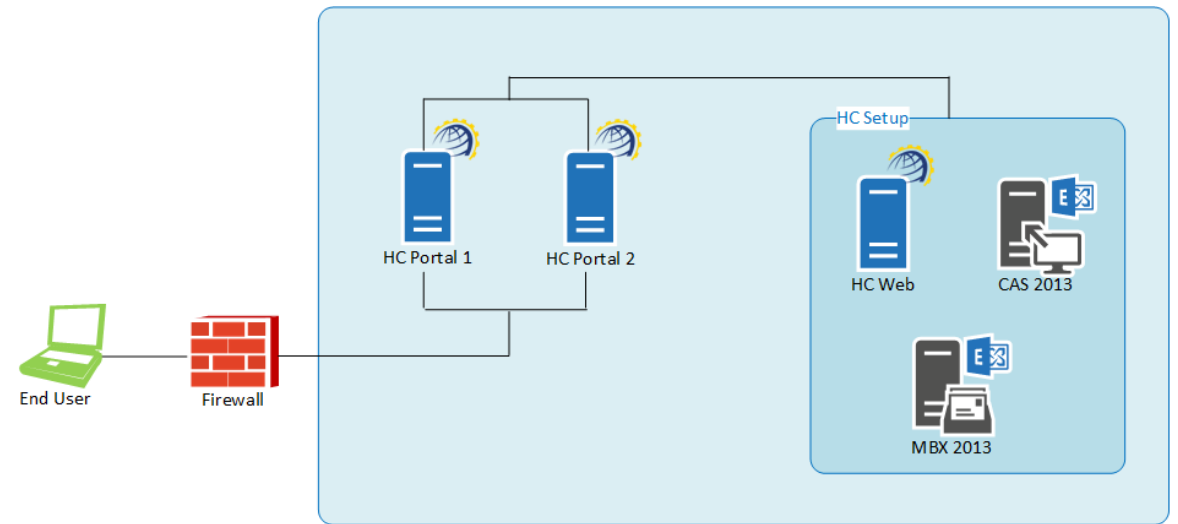 HC Setup
HC Portal 1
HC Portal 2
E
HC Web
CAS 2013
End User
Firewall
E
MBX 2013